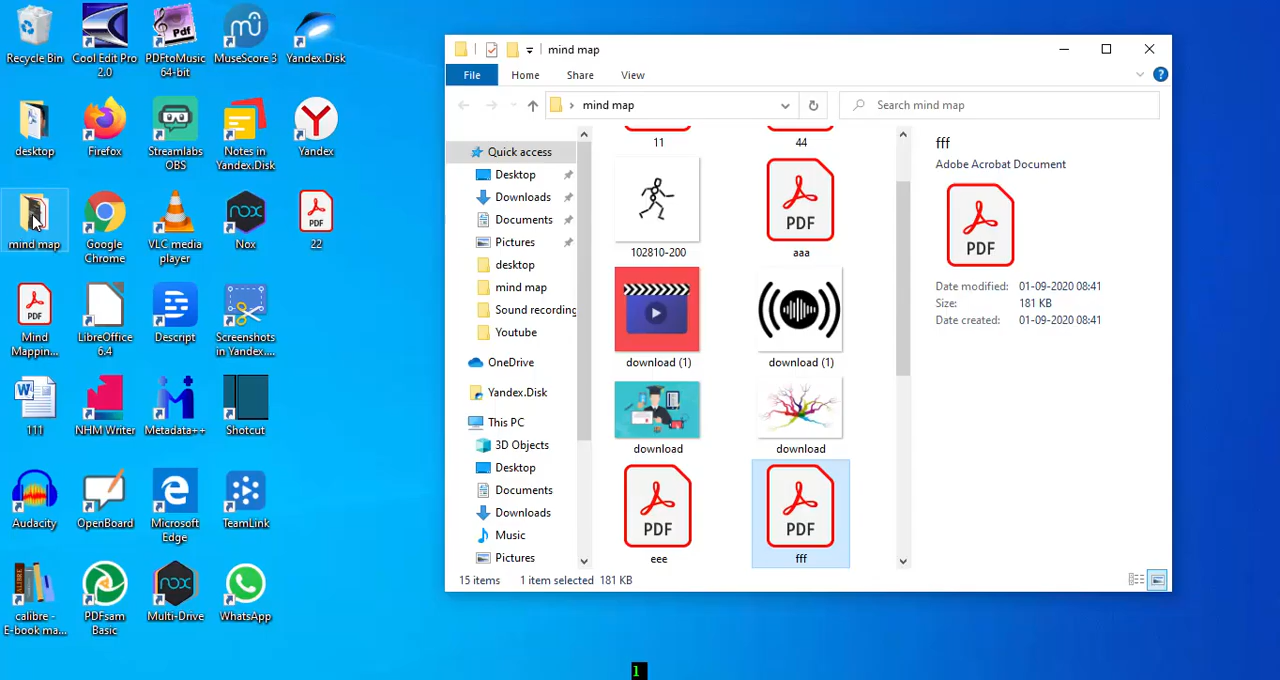 Recycle Bin
Cool Edit Pro
2.0
PDFtoMusic
64-bit
MuseScore 3
Yandex.Disk
desktop
Firefox
Streamlabs
OBS
Notes in
Yandex.Disk
Yandex
mind map
Google
Chrome
VLC media
player
Nox
22
Mind
Mapping...
LibreOffice
6.4
Descript
Screenshots
in Yandex....
111
NHM Writer
Metadata++
Shotcut
Audacity
OpenBoard
Microsoft
Edge
TeamLink
calibre -
E-book ma...
PDFsam
Basic
Multi-Drive
WhatsApp
mind map
File
Home
Share
View
mind map
Search mind map
Quick access
Desktop
Downloads
Documents
Pictures
desktop
mind map
Sound recording
Youtube
OneDrive
Yandex.Disk
This PC
3D Objects
Desktop
Documents
Downloads
Music
Pictures
11
44
102810-200
PDF
aaa
download (1)
download (1)
download
download
PDF
eee
PDF
fff
fff
Adobe Acrobat Document
PDF
Date modified: 01-09-2020 08:41
Size: 181 KB
Date created: 01-09-2020 08:41
15 items 1 item selected 181 KB
1